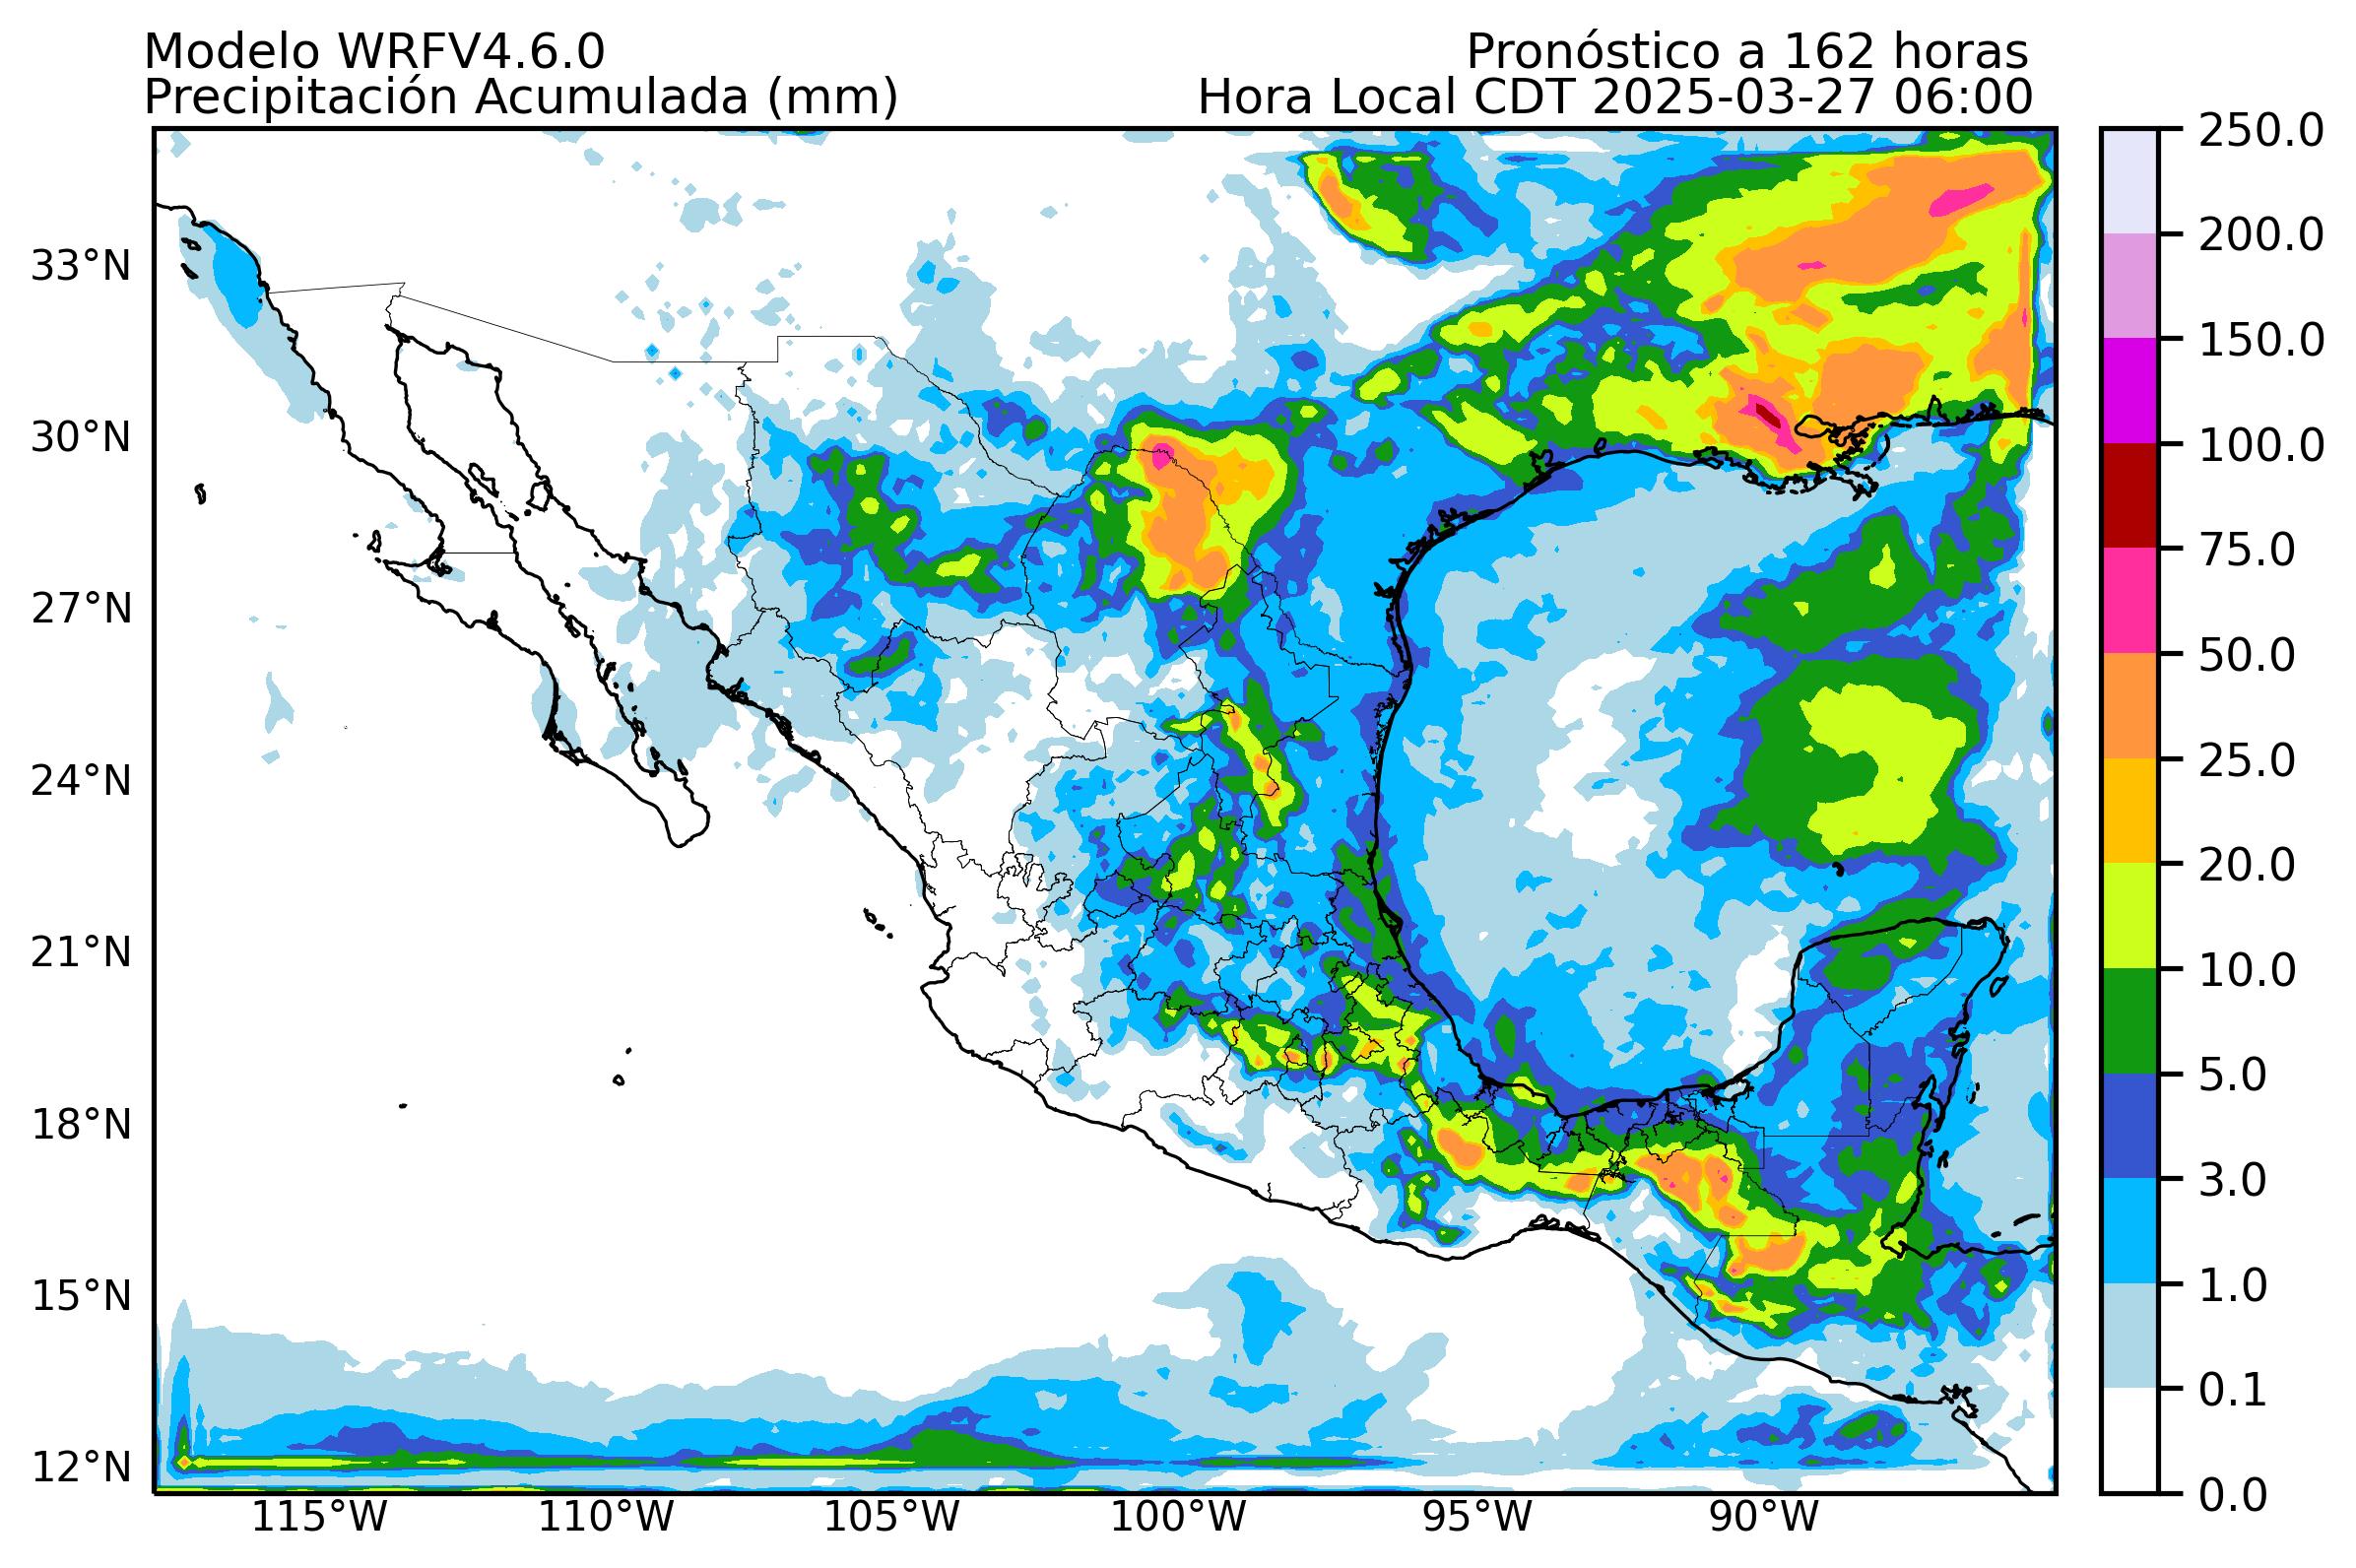 Modelo WRFV4.6.0
Pronóstico a 162 horas
Precipitación Acumulada (mm)
Hora Local CDT 2025-03-27 06:00
33°N
30°N
27°N
24°N
21°N
18°N
15°N
12°N
115°W
110°W
105°W
100°W
95°W
90°W
250.0
200.0
150.0
100.0
75.0
50.0
25.0
20.0
10.0
5.0
3.0
1.0
0.1
0.0